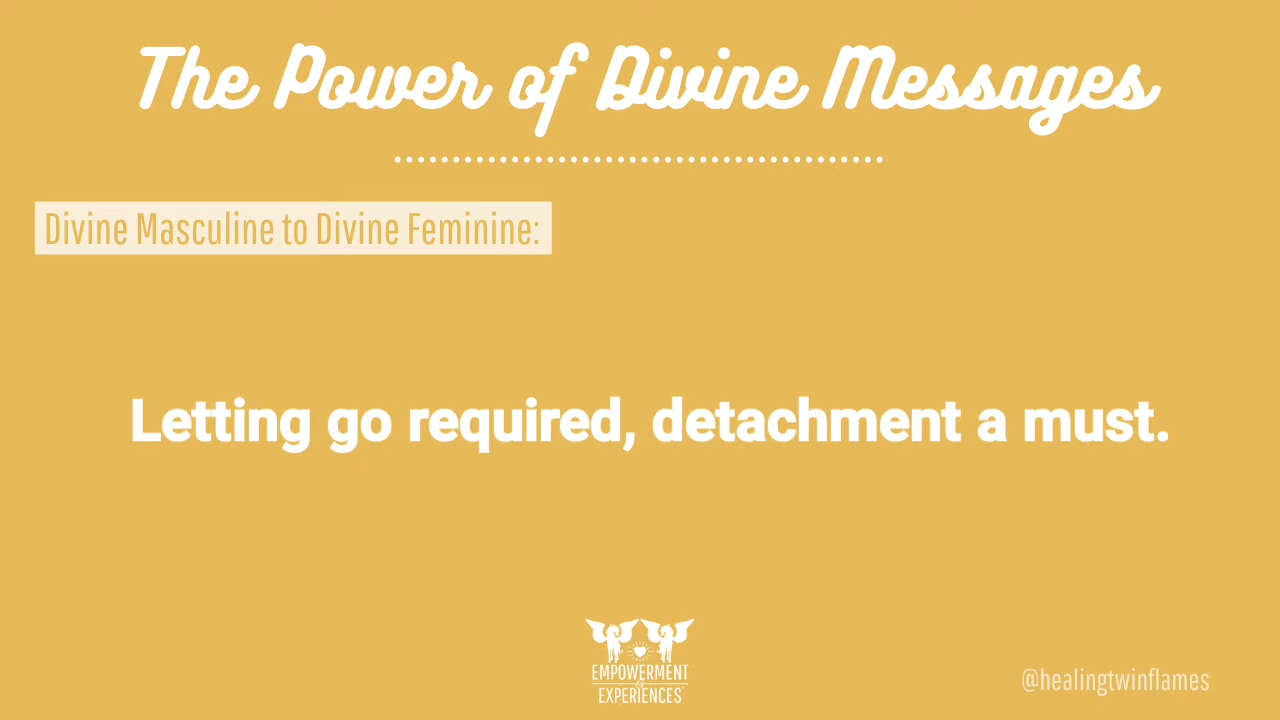 The Power of Divine Messages
Divine Masculine to Divine Feminine:
Letting go required, detachment a must.
EMPOWERMENT
EXPERIENCES
@healingtwinflames